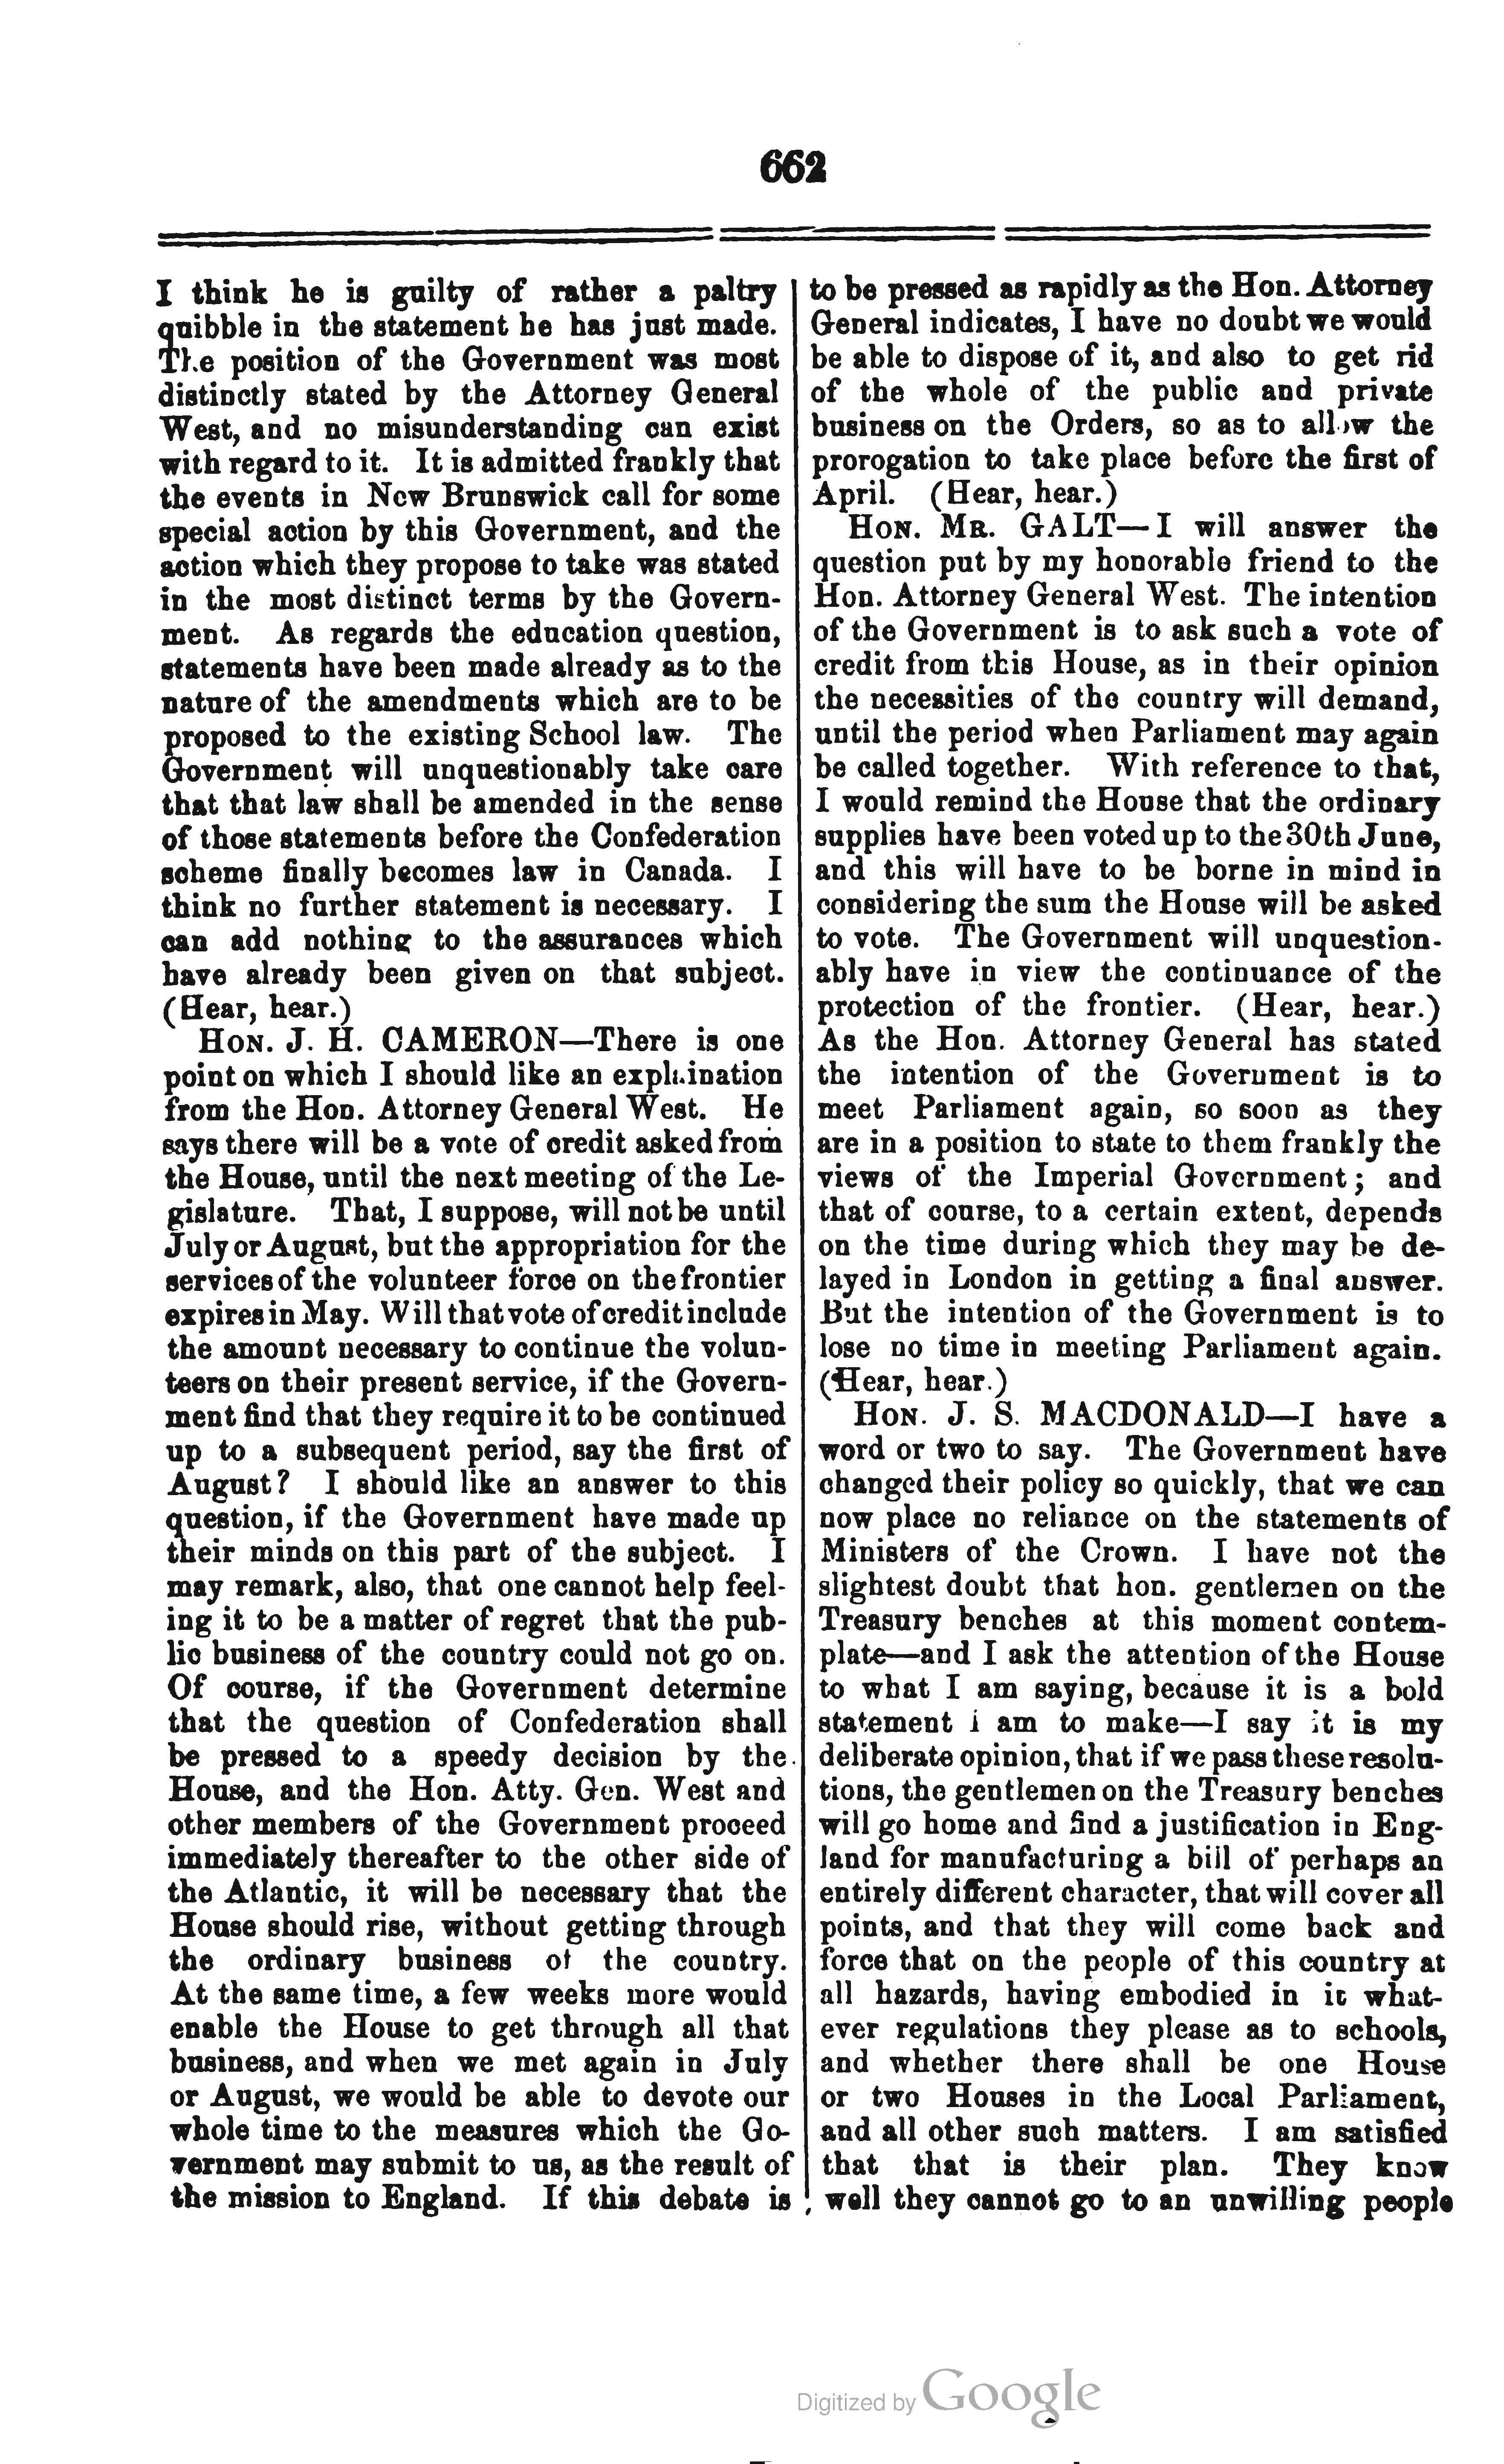 662
I think he is guilty of rather a paltry
quibble in the statement he has just made.
The position of the Government was most
distinctly stated by the Attorney General
West, and no misunderstanding can exist
with regard to it. It is admitted frankly that
the events in New Brunswick call for some
special action by this Government, and the
action which they propose to take was stated
in the most distinct terms by the Govern-
ment. As regards the education question,
statements have been made already as to the
nature of the amendments which are to be
proposed to the existing School law. The
Government will unquestionably take care
that that law shall be amended in the sense
of those statements before the Confederation
scheme finally becomes law in Canada. I
think no further statement is necessary. I
can add nothing to the assurances which
have already been given on that subject.
(Hear, hear.)
HON. J. H. CAMERON—There is one
point on which I should like an explanation
from the Hon. Attorney General West. He
says there will be a vote of credit asked from
the House, until the next meeting of the Le-
gislature. That, I suppose, will not be until
July or August, but the appropriation for the
services of the volunteer force on the frontier
expires in May. Will that vote of credit include
the amount necessary to continue the volun-
teers on their present service, if the Govern-
ment find that they require it to be continued
up to a subsequent period, say the first of
August? I should like an answer to this
question, if the Government have made up
their minds on this part of the subject. I
may remark, also, that one cannot help feel-
ing it to be a matter of regret that the pub-
lic business of the country could not go on.
Of course, if the Government determine
that the question of Confederation shall
be pressed to a speedy decision by the
House, and the Hon. Atty. Gen. West and
other members of the Government proceed
immediately thereafter to the other side of
the Atlantic, it will be necessary that the
House should rise, without getting through
the ordinary business of the country.
At the same time, a few weeks more would
enable the House to get through all that
business, and when we met again in July
or August, we would be able to devote our
whole time to the measures which the Go-
vernment may submit to us, as the result of
the mission to England. If this debate is
to be pressed as rapidly as the Hon. Attorney
General indicates, I have no doubt we would
be able to dispose of it, and also to get rid
of the whole of the public and private
business on the Orders, so as to allow the
prorogation to take place before the first of
April. (Hear, hear.)
HON. MR. GALT—I will answer the
question put by my honorable friend to the
Hon. Attorney General West. The intention
of the Government is to ask such a vote of
credit from this House, as in their opinion
the necessities of the country will demand,
until the period when Parliament may again
be called together. With reference to that,
I would remind the House that the ordinary
supplies have been voted up to the 30th June,
and this will have to be borne in mind in
considering the sum the House will be asked
to vote. The Government will unquestion-
ably have in view the continuance of the
protection of the frontier. (Hear, hear.)
As the Hon. Attorney General has stated
the intention of the Government is to
meet Parliament again, so soon as they
are in a position to state to them frankly the
views of the Imperial Government; and
that of course, to a certain extent, depends
on the time during which they may be de-
layed in London in getting a final answer.
But the intention of the Government is to
lose no time in meeting Parliament again.
(Hear, hear.)
HON. J. S. MACDONALD—I have a
word or two to say. The Government have
changed their policy so quickly, that we can
now place no reliance on the statements of
Ministers of the Crown. I have not the
slightest doubt that hon. gentlemen on the
Treasury benches at this moment contem-
plate—and I ask the attention of the House
to what I am saying, because it is a bold
statement I am to make—I say it is my
deliberate opinion, that if we pass these resolu-
tions, the gentlemen on the Treasury benches
will go home and find a justification in Eng-
land for manufacturing a bill of perhaps an
entirely different character, that will cover all
points, and that they will come back and
force that on the people of this country at
all hazards, having embodied in it what-
ever regulations they please as to schools,
and whether there shall be one House
or two Houses in the Local Parliament,
and all other such matters. I am satisfied
that that is their plan. They know
well they cannot go to an unwilling people
Digitized by Google